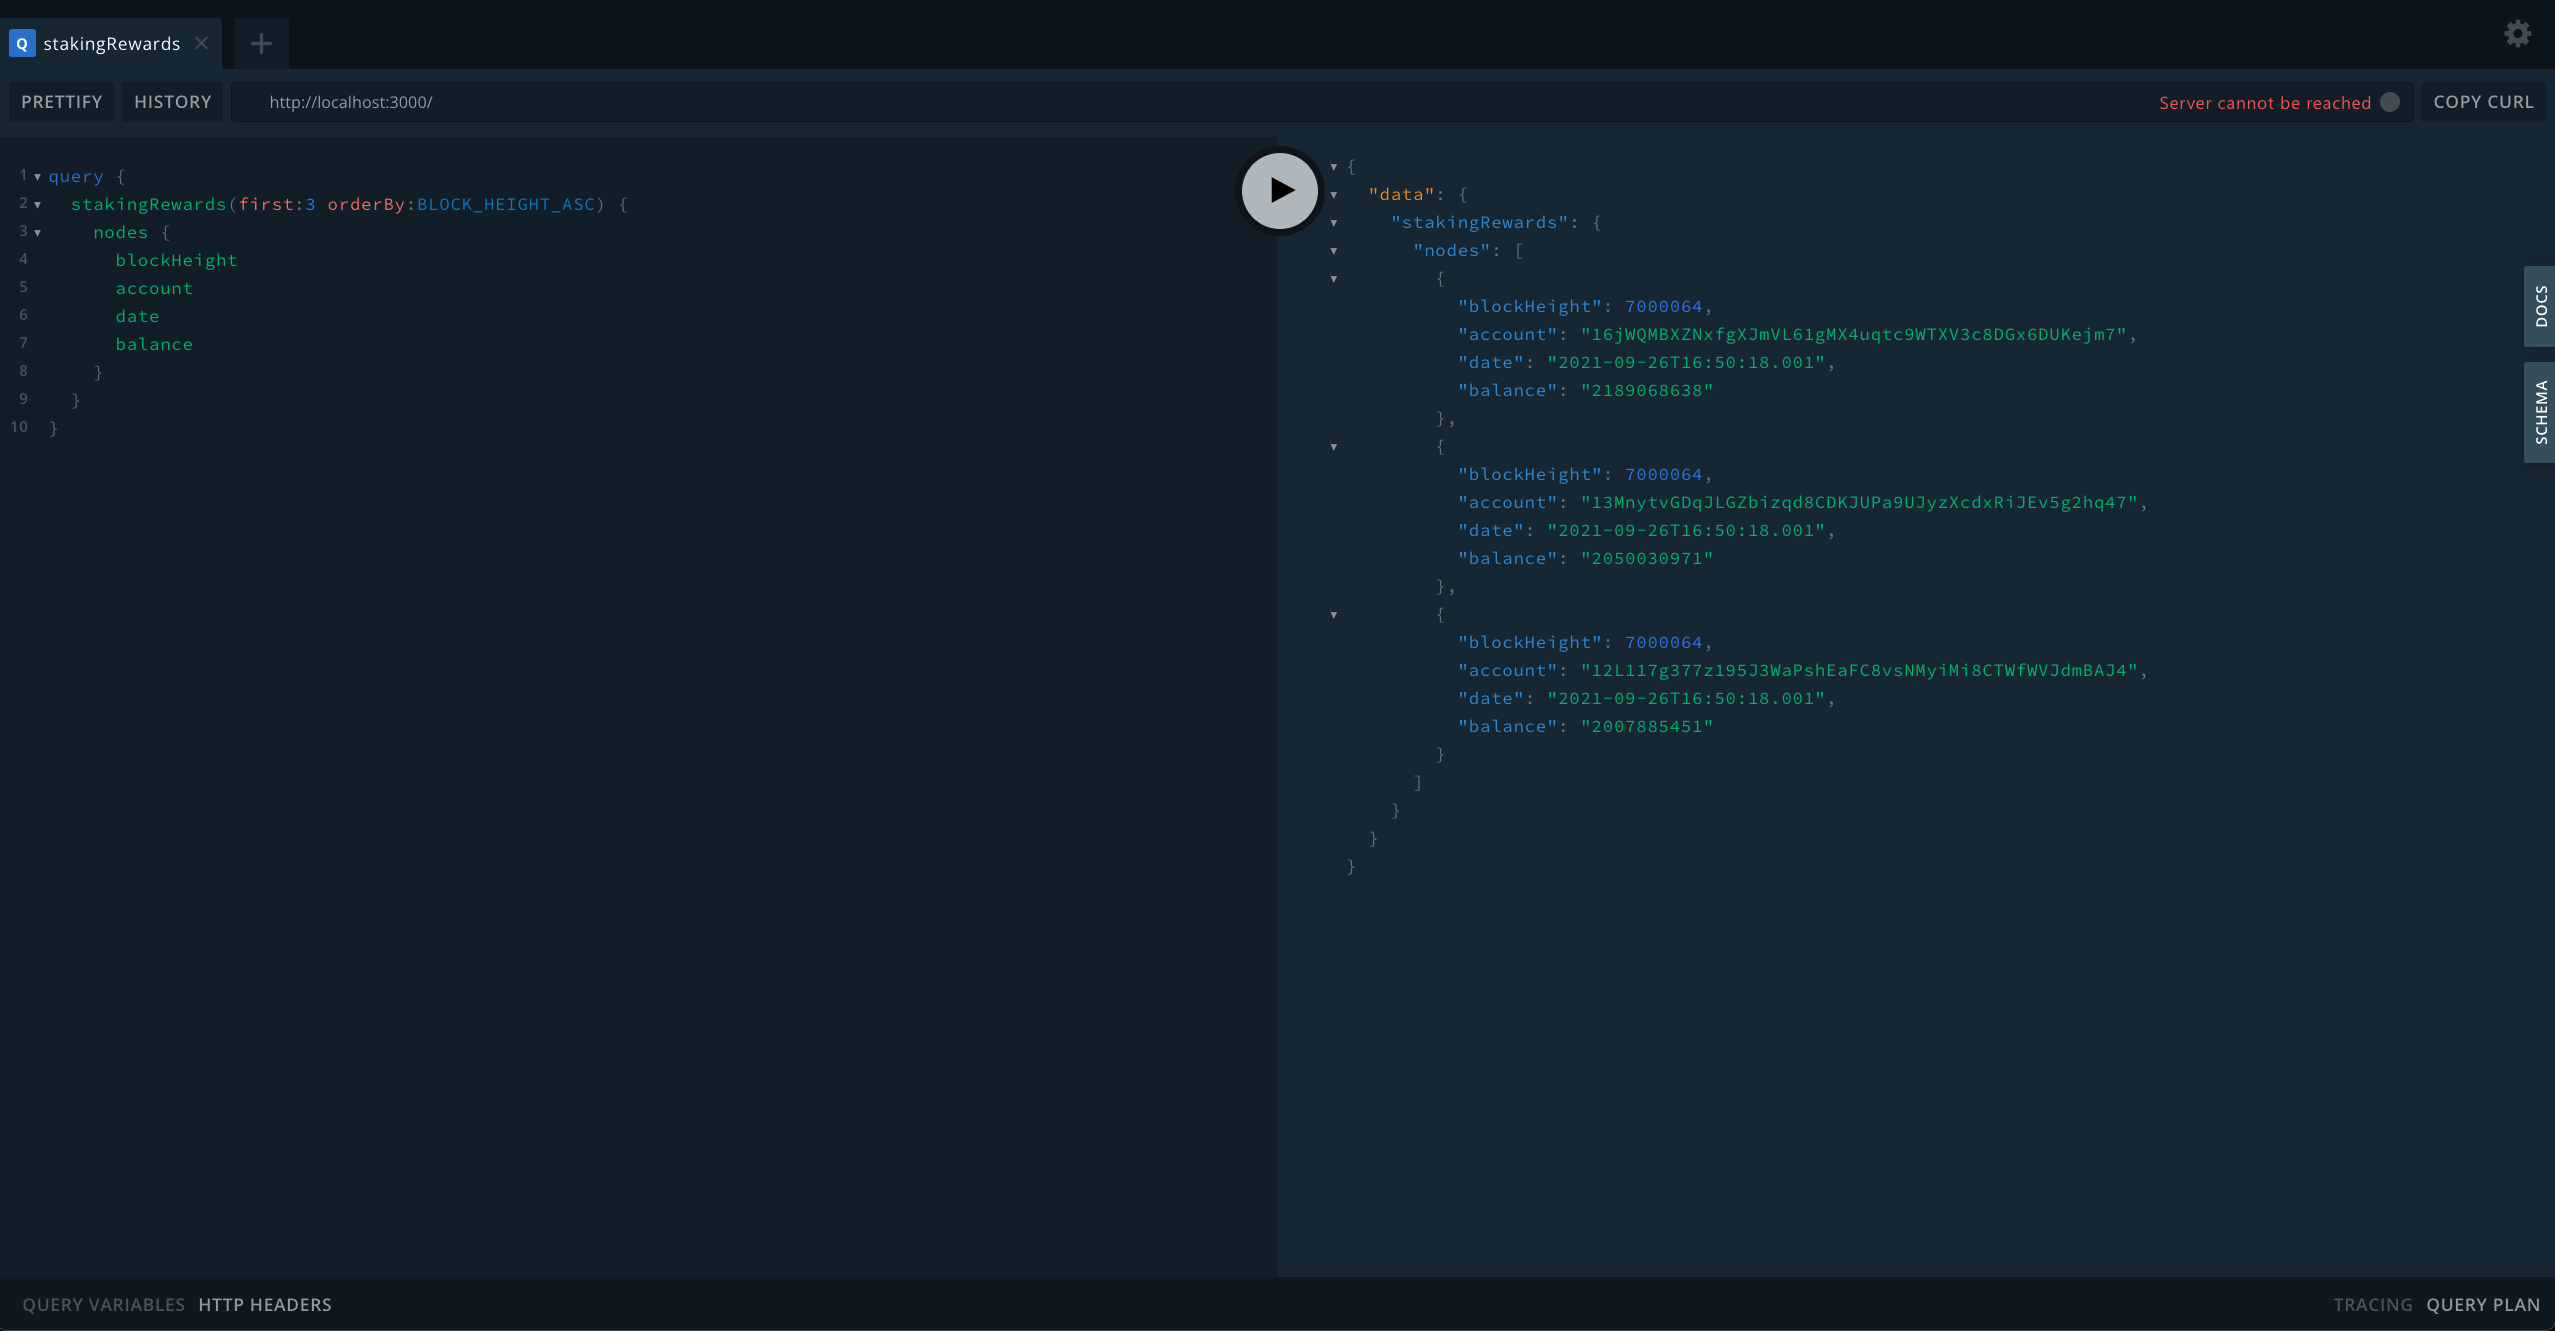 Q stakingRewards
PRETTIFY HISTORY http://localhost:3000/ Server cannot be reached COPY CURL
1 query {
2 stakingRewards(first:3 orderBy:BLOCK_HEIGHT_ASC) {
3 nodes {
4 blockHeight
5 account
6 date
7 balance
8 }
9 }
10 }
{
"data": {
"stakingRewards": {
"nodes": [
{
"blockHeight": 7000064,
"account": "16jWQMBXZNxfgXJmVL61gMX4uqtc9WTXV3c8DGx6DUKejm7",
"date": "2021-09-26T16:50:18.001",
"balance": "2189068638"
},
{
"blockHeight": 7000064,
"account": "13MnytvGDqJLGZbizqd8CDKJUPa9UJyzXcdxRiJEv5g2hq47",
"date": "2021-09-26T16:50:18.001",
"balance": "2050030971"
},
{
"blockHeight": 7000064,
"account": "12L117g377z195J3WaPshEaFC8vsNMyiMi8CTWfWVJdmBAJ4",
"date": "2021-09-26T16:50:18.001",
"balance": "2007885451"
}
]
}
}
}
DOCS
SCHEMA
QUERY VARIABLES HTTP HEADERS
TRACING QUERY PLAN